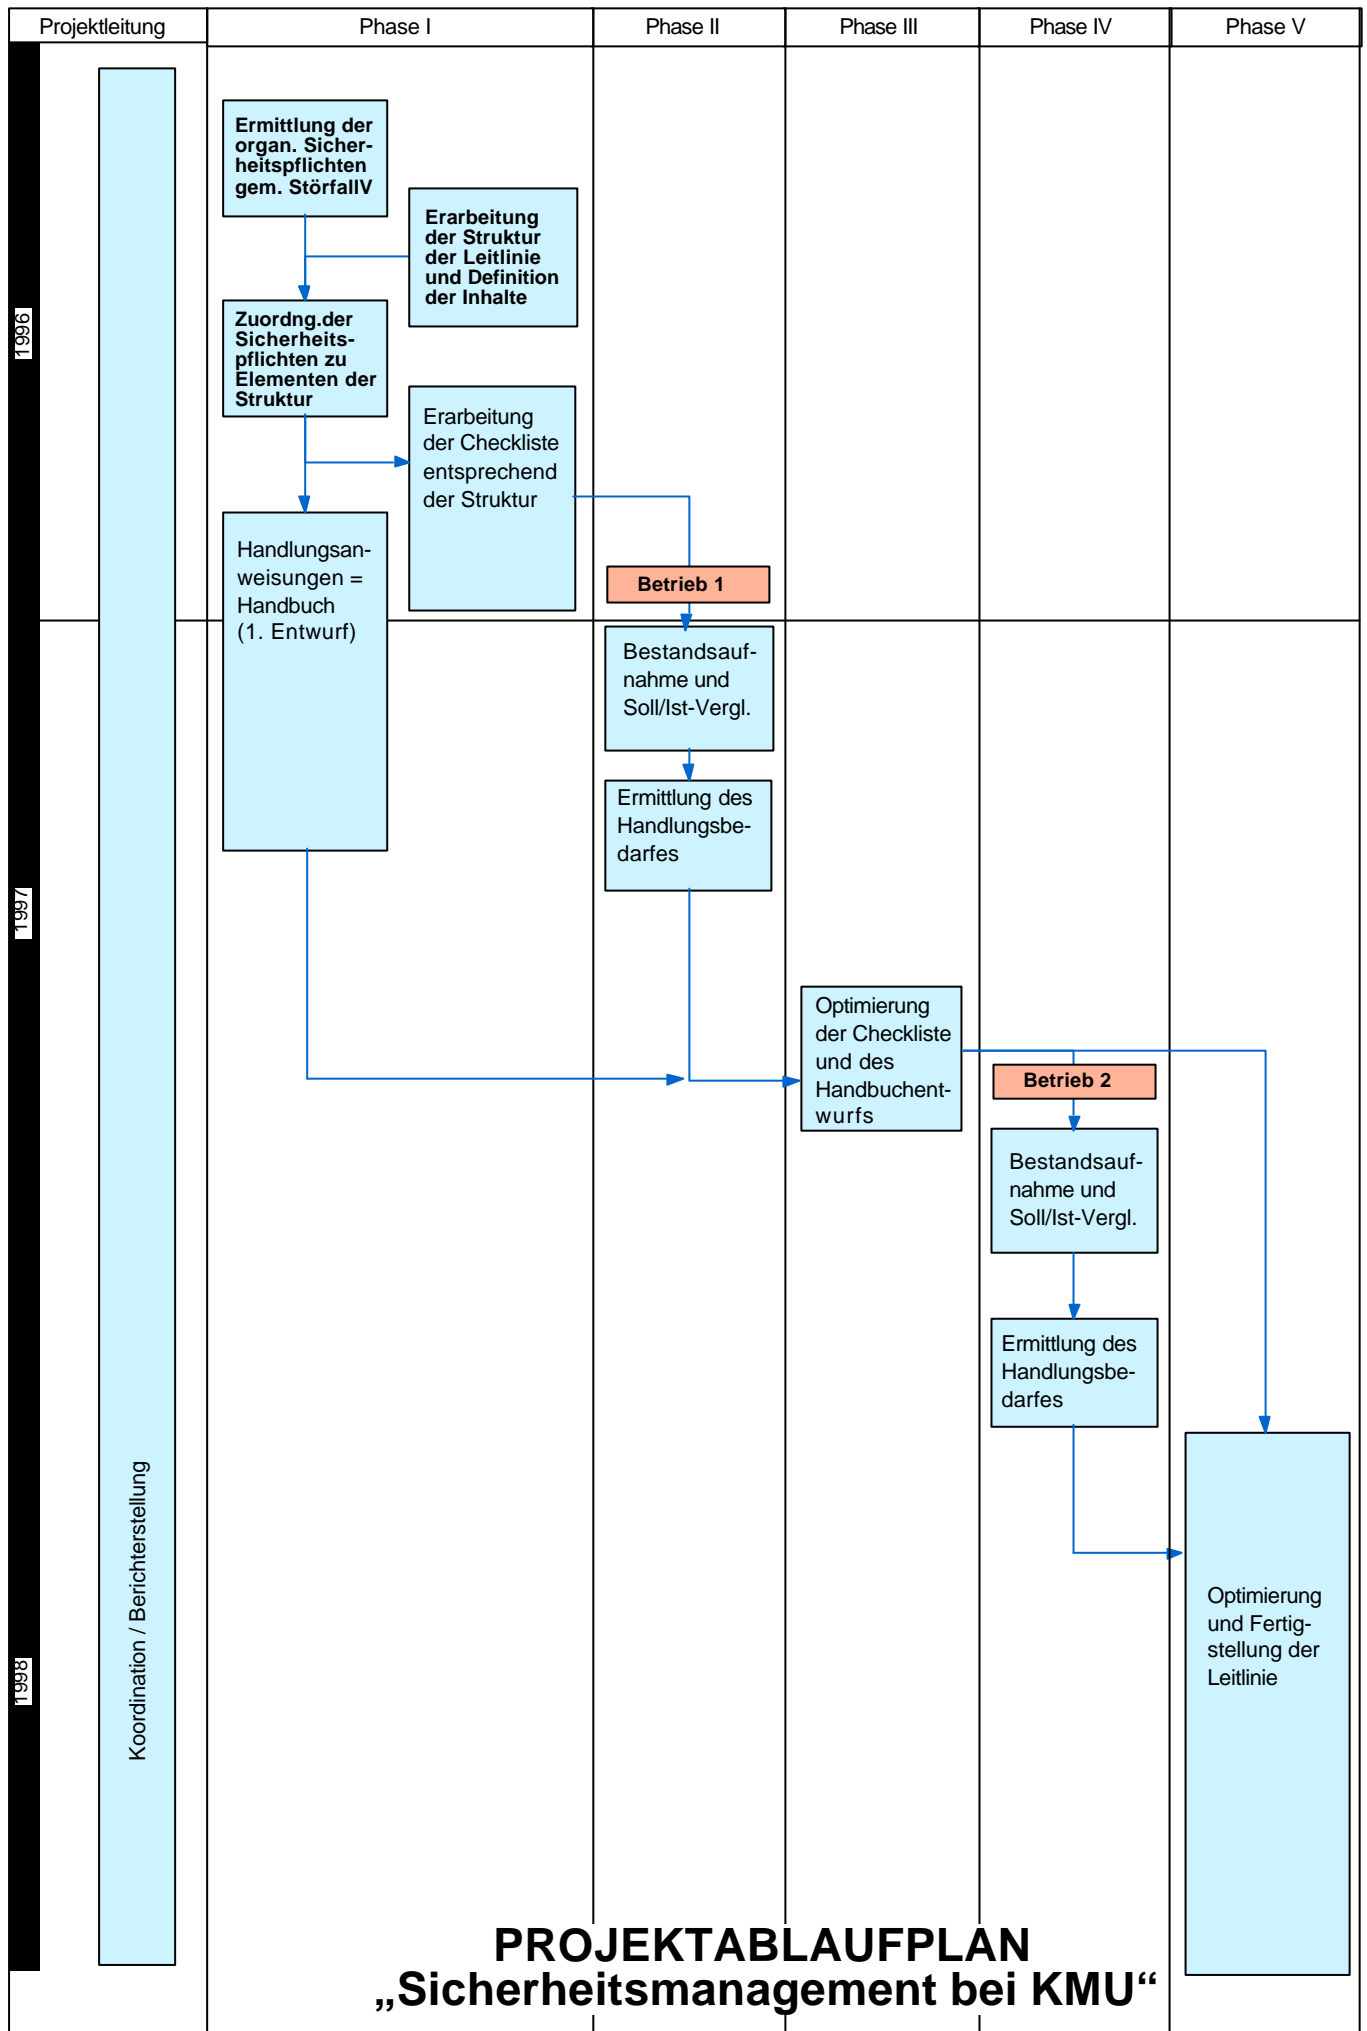 Projektleitung
Phase I
Phase II
Phase III
Phase IV
Phase V
Ermittlung der
organ. Sicher-
heitspflichten
gem. StörfallV
Erarbeitung
der Struktur
der Leitlinie
und Definition
der Inhalte
1996
Zuordng.der
Sicherheits-
pflichten zu
Elementen der
Struktur
Erarbeitung
der Checkliste
entsprechend
der Struktur
Handlungsan-
weisungen =
Handbuch
(1. Entwurf)
Betrieb 1
Bestandsauf-
nahme und
Soll/Ist-Vergl.
Ermittlung des
Handlungsbe-
darfes
1997
Optimierung
der Checkliste
und des
Handbuchent-
wurfs
Betrieb 2
Bestandsauf-
nahme und
Soll/Ist-Vergl.
Ermittlung des
Handlungsbe-
darfes
Koordination / Berichterstellung
Optimierung
und Fertig-
stellung der
Leitlinie
1998
PROJEKTABLAUFPLAN
„Sicherheitsmanagement bei KMU“